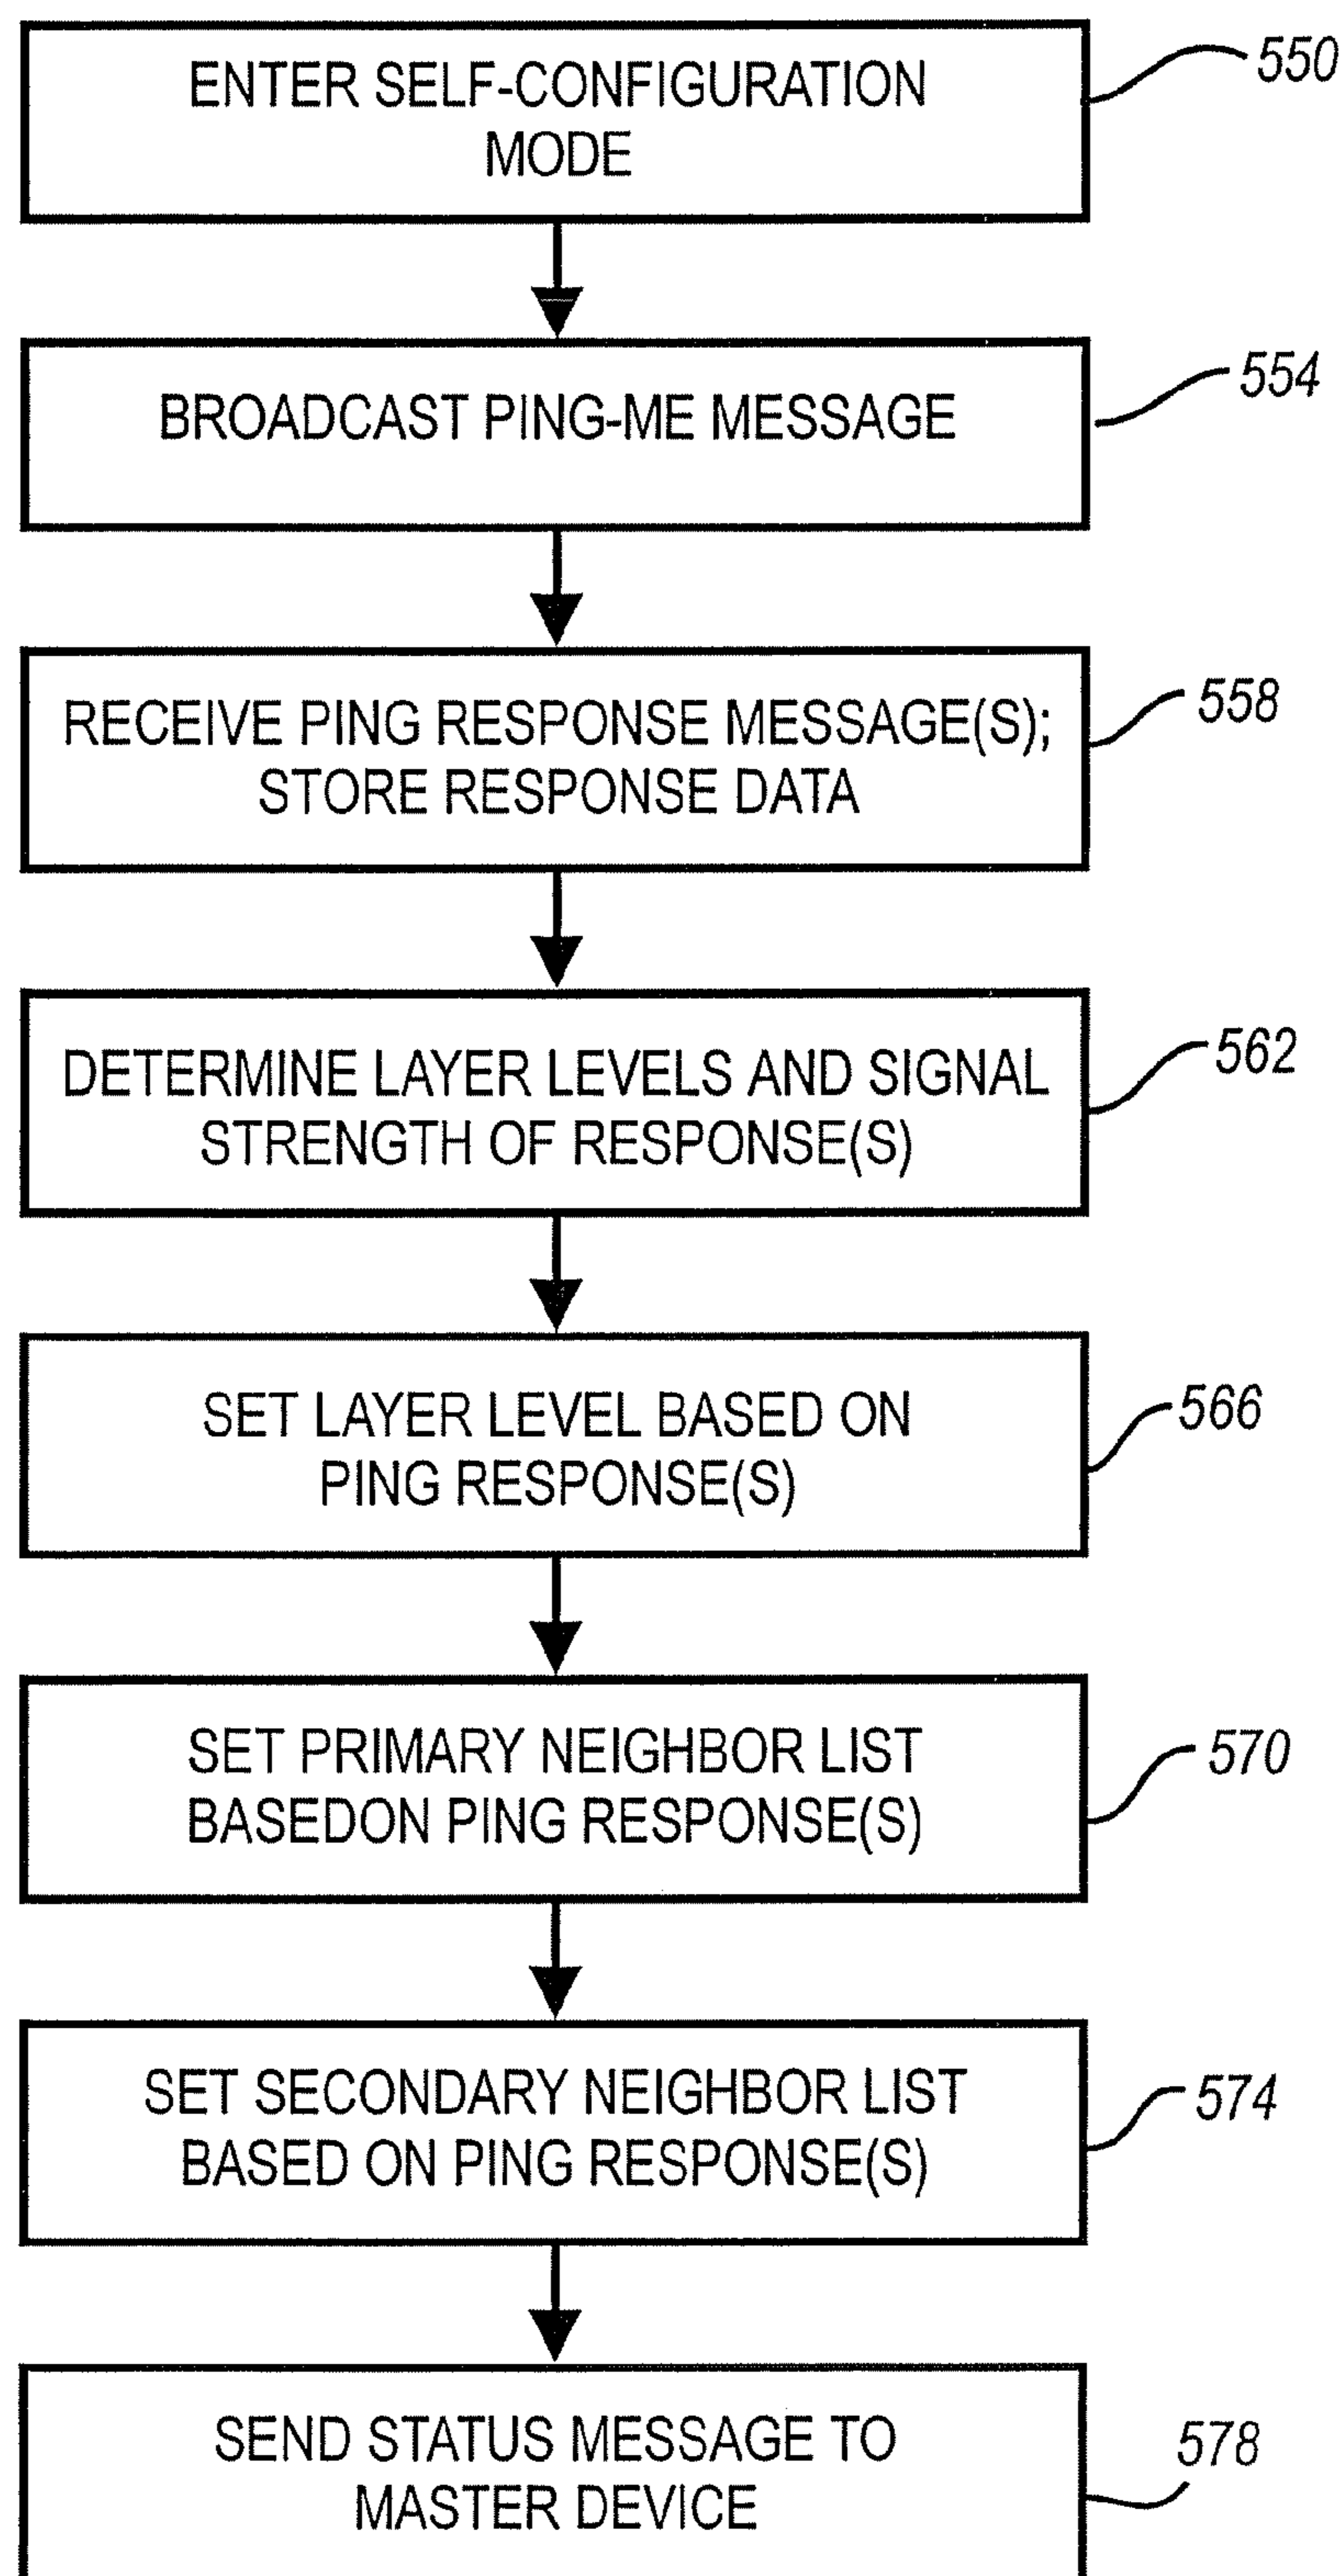 ENTER SELF-CONFIGURATION
MODE
550
BROADCAST PING-ME MESSAGE
554
RECEIVE PING RESPONSE MESSAGE(S);
STORE RESPONSE DATA
558
DETERMINE LAYER LEVELS AND SIGNAL
STRENGTH OF RESPONSE(S)
562
SET LAYER LEVEL BASED ON
PING RESPONSE(S)
566
SET PRIMARY NEIGHBOR LIST
BASEDON PING RESPONSE(S)
570
SET SECONDARY NEIGHBOR LIST
BASED ON PING RESPONSE(S)
574
SEND STATUS MESSAGE TO
MASTER DEVICE
578